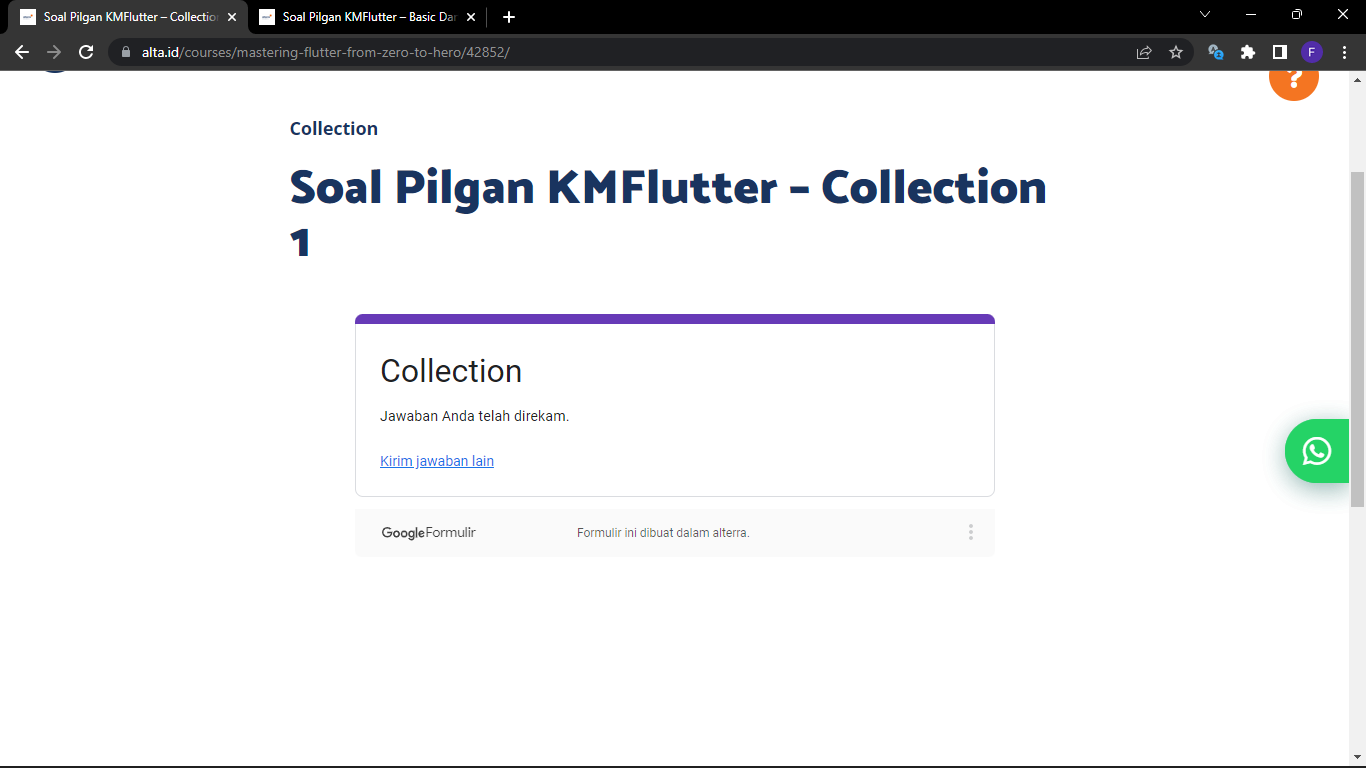 Soal Pilgan KMFlutter – Collection
Soal Pilgan KMFlutter – Basic Dar
alta.id/courses/mastering-flutter-from-zero-to-hero/42852/
F
?
Collection
Soal Pilgan KMFlutter – Collection
1
Collection
Jawaban Anda telah direkam.
Kirim jawaban lain
Google Formulir
Formulir ini dibuat dalam alterra.